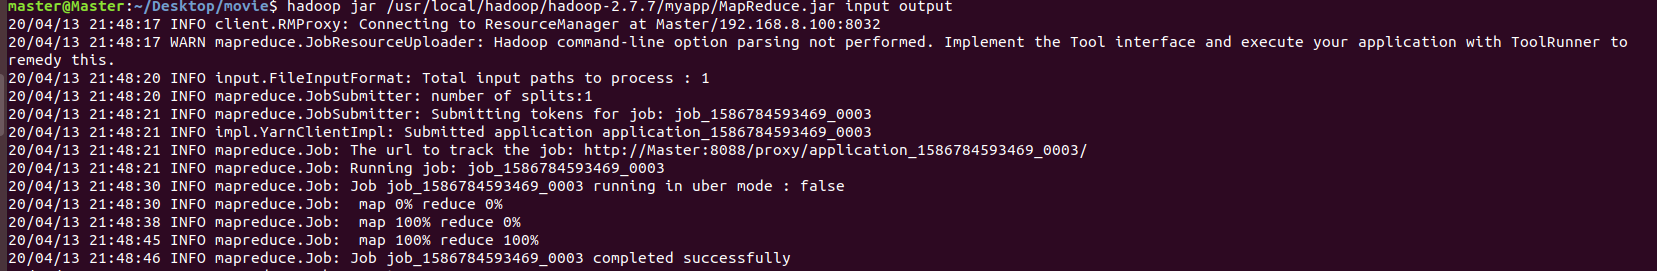 master@Master:~/Desktop/movie$ hadoop jar /usr/local/hadoop/hadoop-2.7.7/myapp/MapReduce.jar input output
20/04/13 21:48:17 INFO client.RMProxy: Connecting to ResourceManager at Master/192.168.8.100:8032
20/04/13 21:48:17 WARN mapreduce.JobResourceUploader: Hadoop command-line option parsing not performed. Implement the Tool interface and execute your application with ToolRunner to
remedy this.
20/04/13 21:48:20 INFO input.FileInputFormat: Total input paths to process : 1
20/04/13 21:48:20 INFO mapreduce.JobSubmitter: number of splits:1
20/04/13 21:48:21 INFO mapreduce.JobSubmitter: Submitting tokens for job: job_1586784593469_0003
20/04/13 21:48:21 INFO impl.YarnClientImpl: Submitted application application_1586784593469_0003
20/04/13 21:48:21 INFO mapreduce.Job: The url to track the job: http://Master:8088/proxy/application_1586784593469_0003/
20/04/13 21:48:21 INFO mapreduce.Job: Running job: job_1586784593469_0003
20/04/13 21:48:30 INFO mapreduce.Job: Job job_1586784593469_0003 running in uber mode : false
20/04/13 21:48:30 INFO mapreduce.Job:  map 0% reduce 0%
20/04/13 21:48:38 INFO mapreduce.Job:  map 100% reduce 0%
20/04/13 21:48:45 INFO mapreduce.Job:  map 100% reduce 100%
20/04/13 21:48:46 INFO mapreduce.Job: Job job_1586784593469_0003 completed successfully